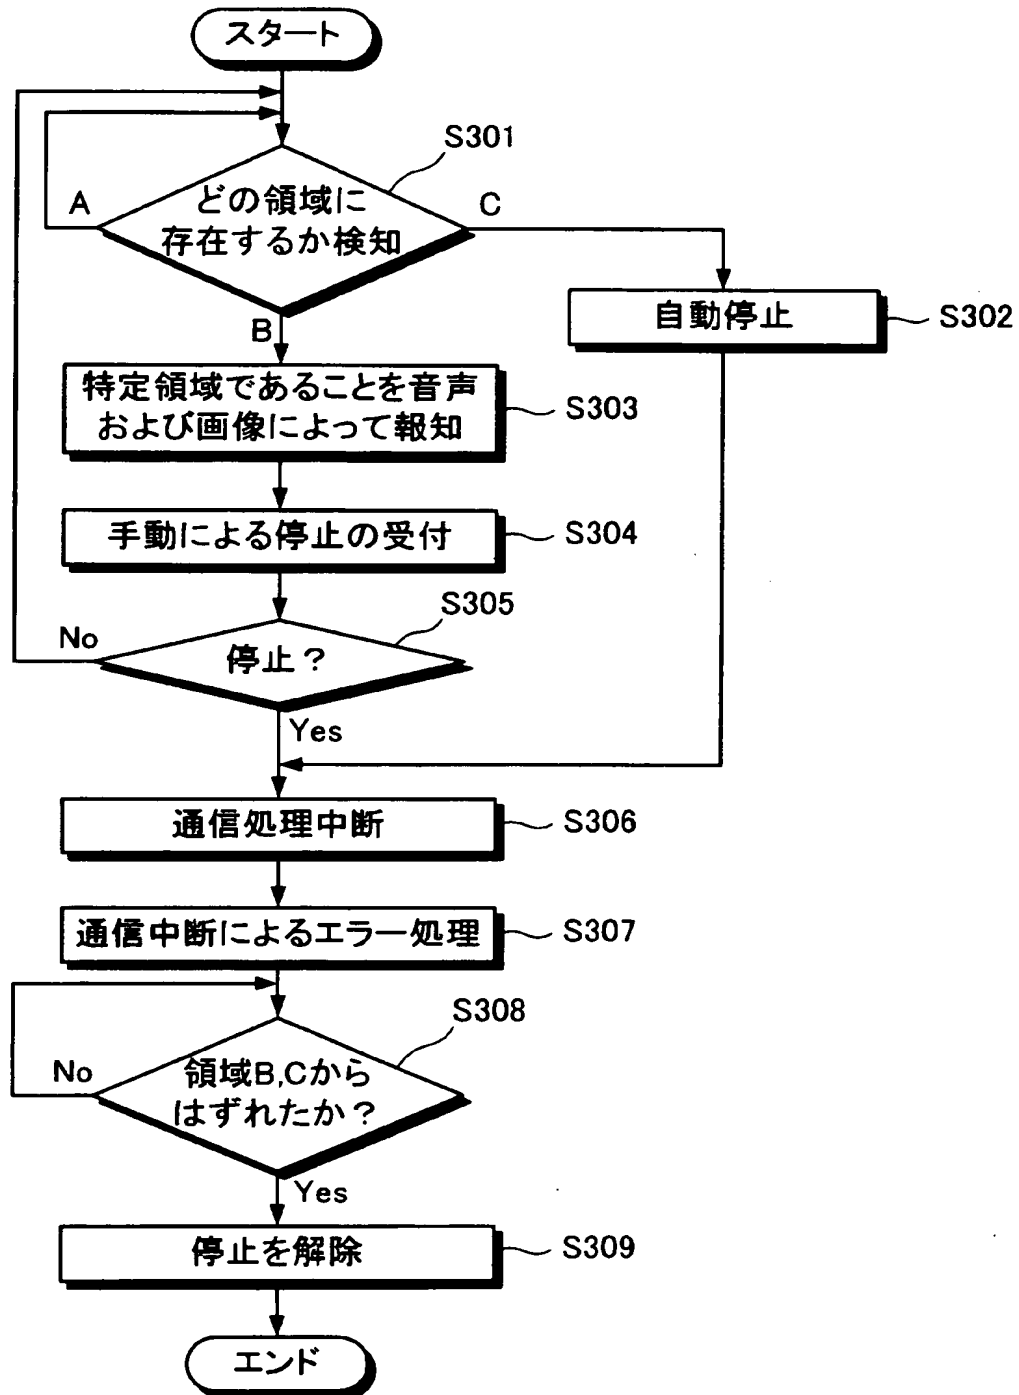 スタート
S301
A
どの領域に
存在するか検知
C
B
自動停止
S302
特定領域であることを音声
および画像によって報知
S303
手動による停止の受付
S304
S305
No
停止？
Yes
通信処理中断
S306
通信中断によるエラー処理
S307
S308
No
領域B,Cから
はずれたか？
Yes
停止を解除
S309
エンド